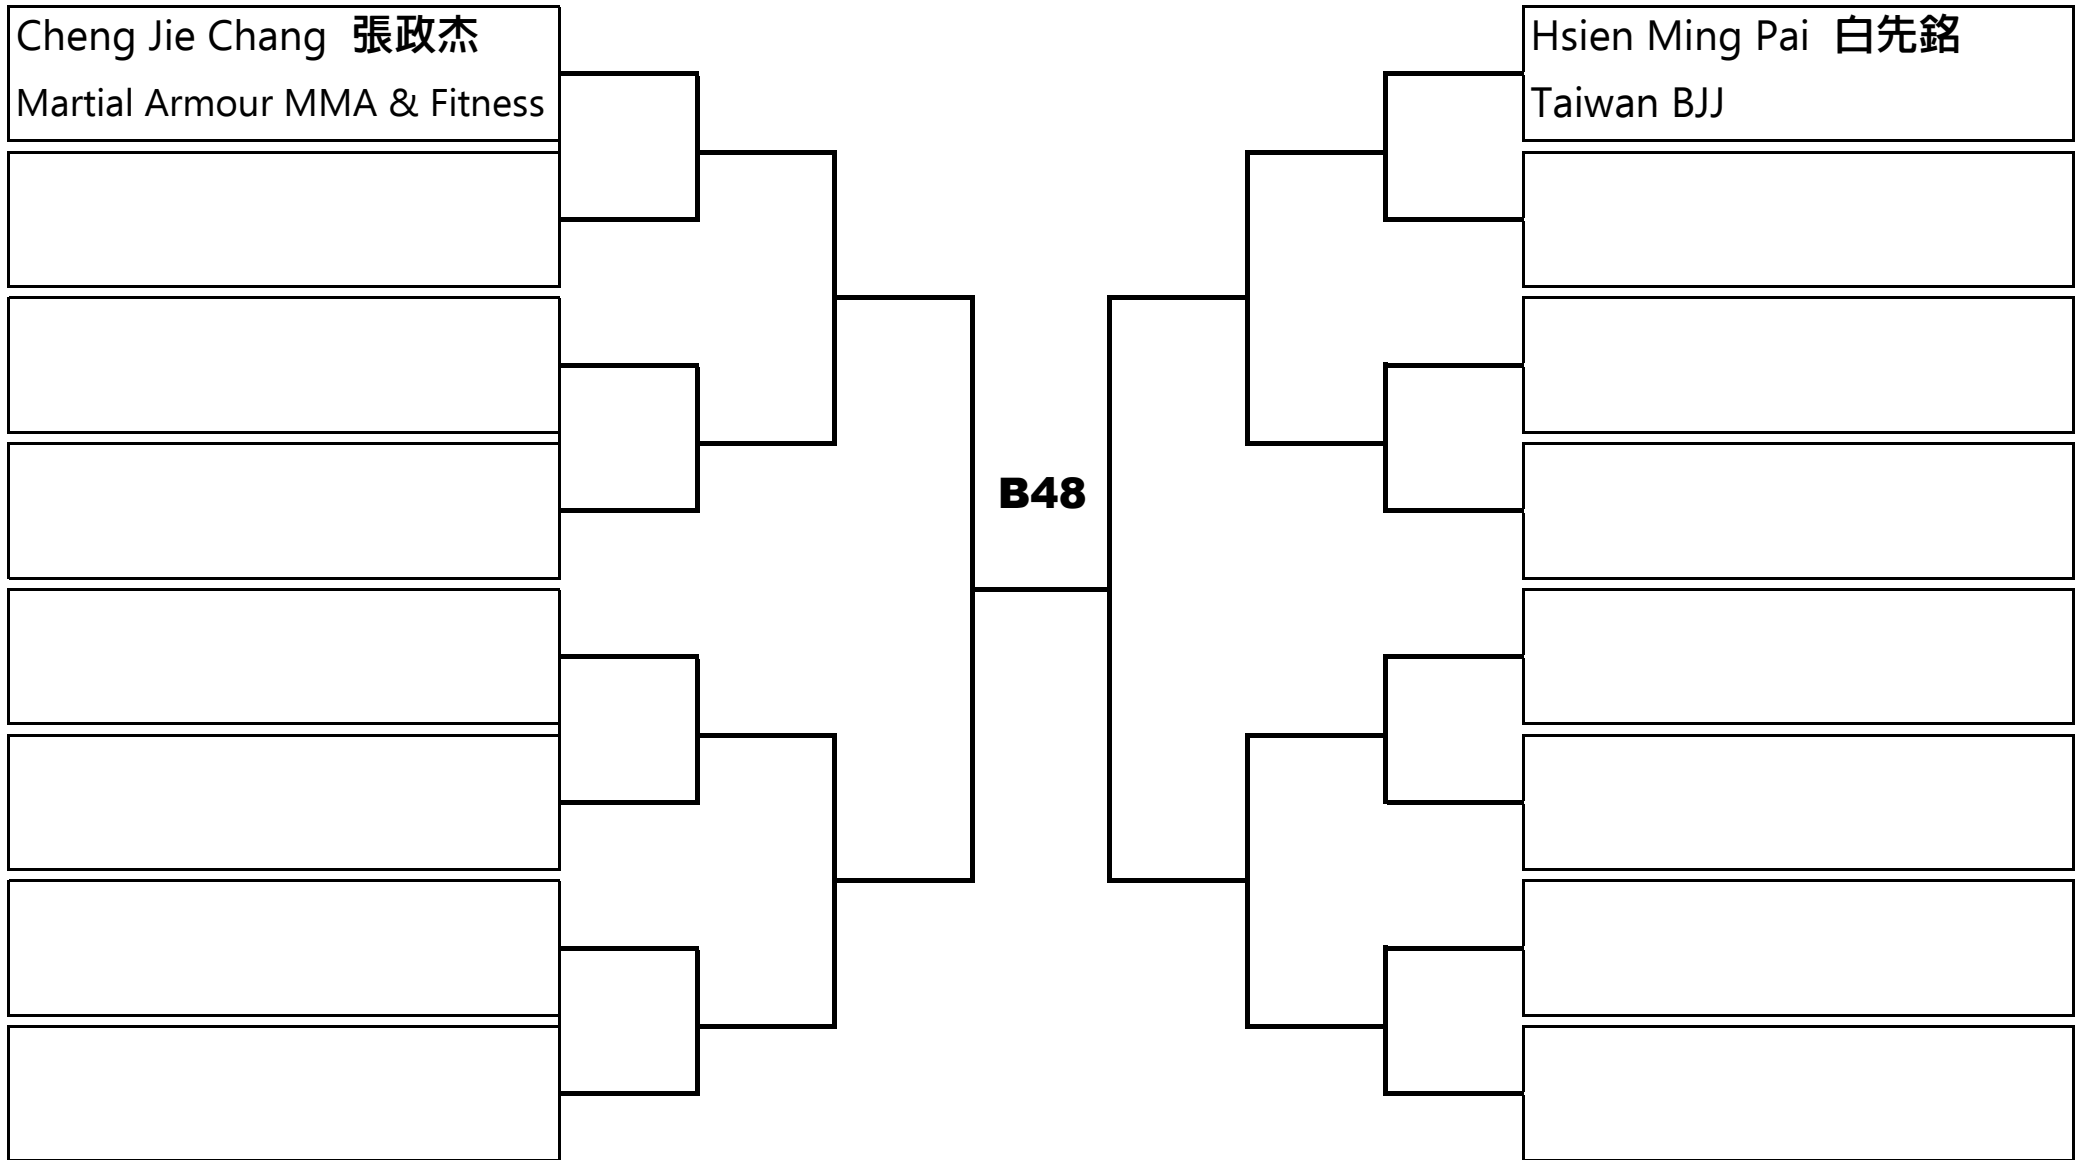 Cheng Jie Chang 張政杰
Martial Armour MMA & Fitness
Hsien Ming Pai 白先銘
Taiwan BJJ
B48